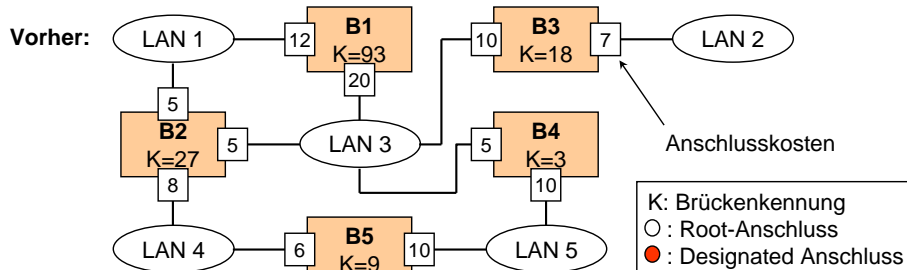 Vorher:
LAN 1
12
B1
K=93
20
10
B3
K=18
7
LAN 2
5
B2
K=27
5
8
LAN 3
5
B4
K=3
10
Anschlusskosten
LAN 4
6
B5
K=9
10
LAN 5
K: Brückenkennung
: Root-Anschluss
: Designated Anschluss